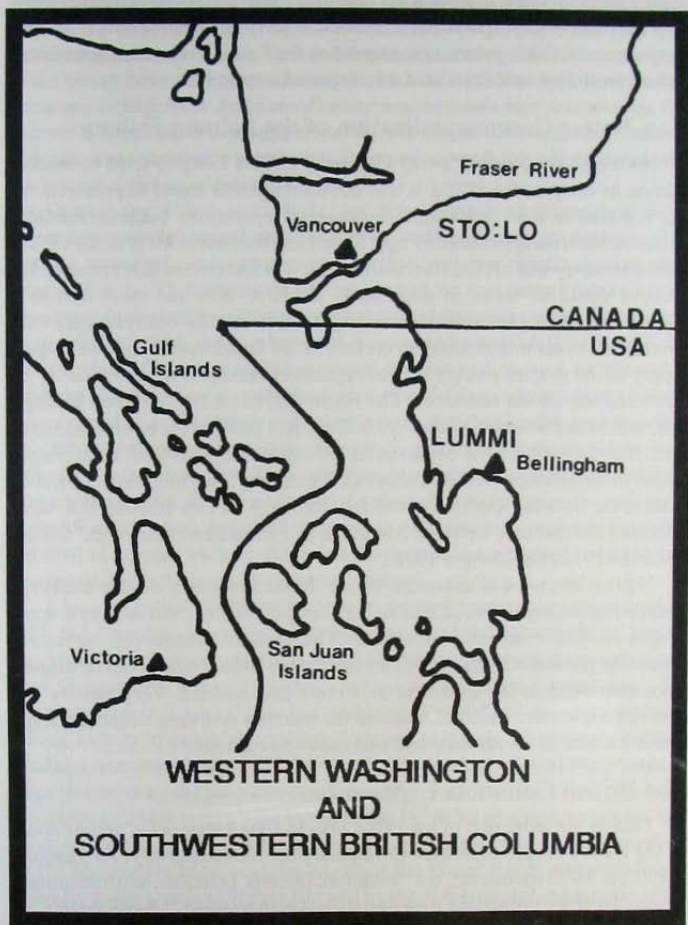 Fraser River
Vancouver
STO:LO
CANADA
USA
Gulf
Islands
LUMMI
Bellingham
Victoria
San Juan
Islands
WESTERN WASHINGTON
AND
SOUTHWESTERN BRITISH COLUMBIA